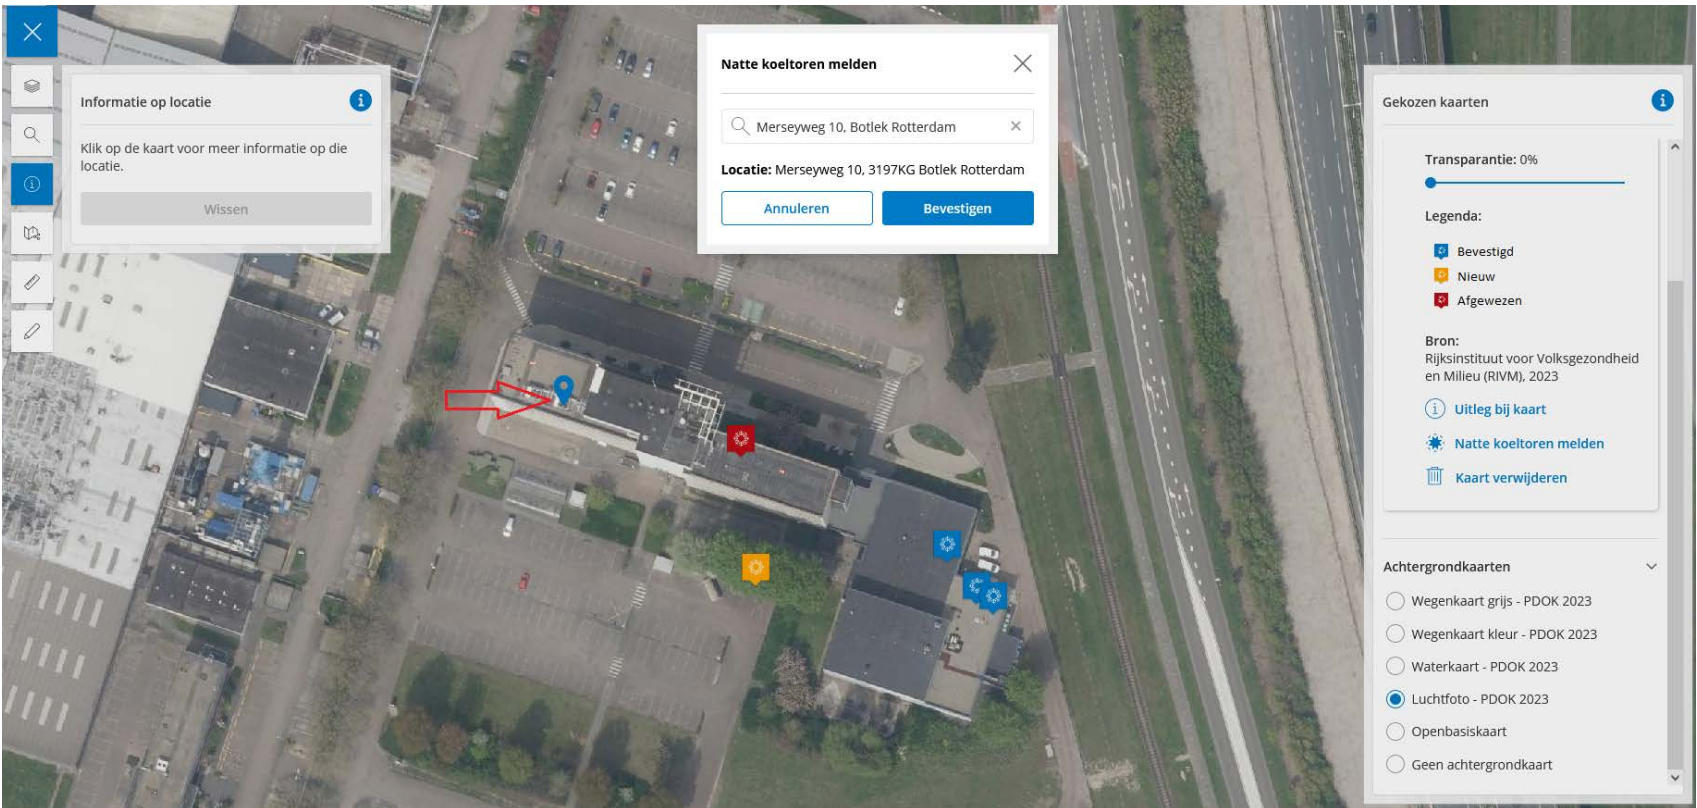 Informatie op locatie
Klik op de kaart voor meer informatie op die
locatie.
Wissen
Natte koeltoren melden
Merseyweg 10, Botlek Rotterdam
Locatie: Merseyweg 10, 3197KG Botlek Rotterdam
Annuleren
Bevestigen
Gekozen kaarten
Transparantie: 0%
Legenda:
Bevestigd
Nieuw
Afgewezen
Bron:
Rijksinstituut voor Volksgezondheid
en Milieu (RIVM), 2023
Uitleg bij kaart
Natte koeltoren melden
Kaart verwijderen
Achtergrondkaarten
Wegenkaart grijs - PDOK 2023
Wegenkaart kleur - PDOK 2023
Waterkaart - PDOK 2023
Luchtfoto - PDOK 2023
Openbasiskaart
Geen achtergrondkaart